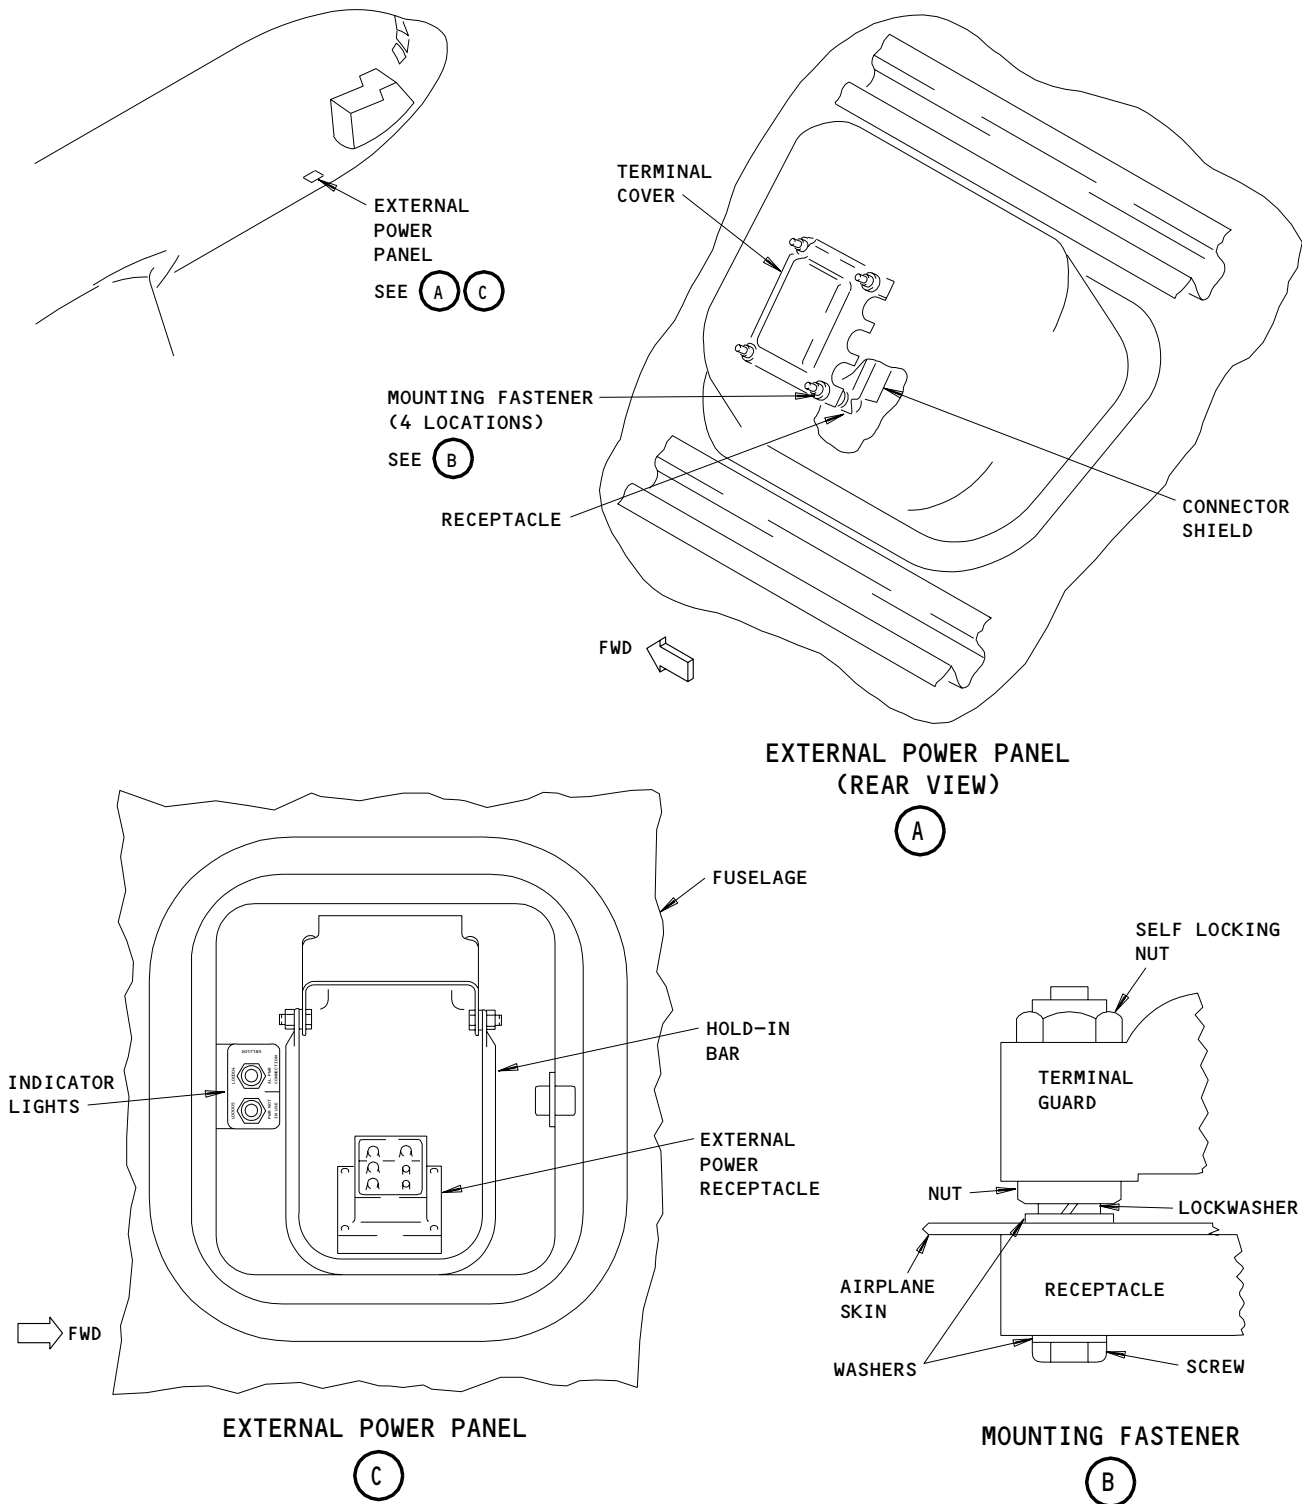 EXTERNAL
POWER
PANEL
SEE A C
TERMINAL
COVER
MOUNTING FASTENER
(4 LOCATIONS)
SEE B
RECEPTACLE
CONNECTOR
SHIELD
FWD
EXTERNAL POWER PANEL
(REAR VIEW)
A
FUSELAGE
HOLD-IN
BAR
INDICATOR
LIGHTS
EXTERNAL
POWER
RECEPTACLE
FWD
EXTERNAL POWER PANEL
C
SELF LOCKING
NUT
TERMINAL
GUARD
NUT
LOCKWASHER
AIRPLANE
SKIN
RECEPTACLE
WASHERS
SCREW
MOUNTING FASTENER
B